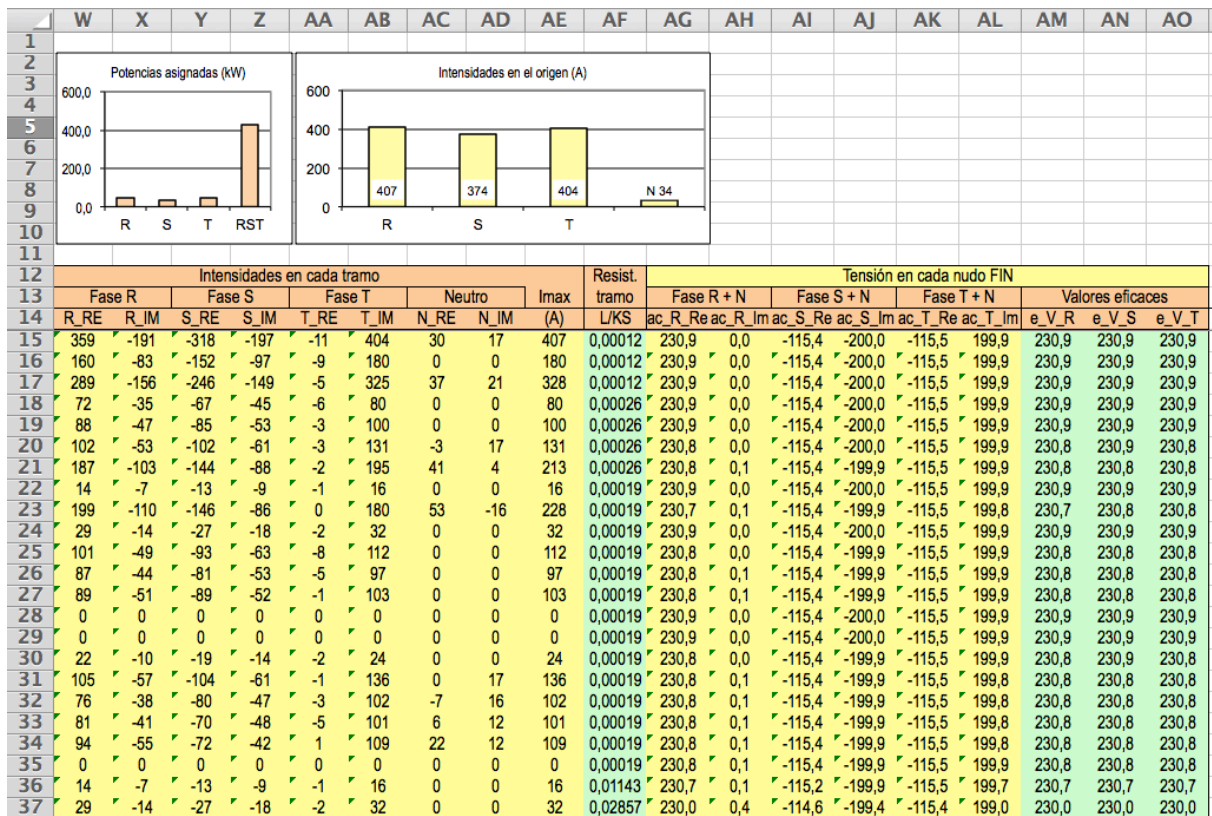 W X Y Z AA AB AC AD AE AF AG AH AI AJ AK AL AM AN AO
1
2
3
4
5
6
7
8
9
10
11
Potencias asignadas (kW)
600,0
400,0
200,0
0,0
R S T RST
Intensidades en el origen (A)
600
400
200
0
407 374 404 N 34
R S T
12 Intensidades en cada tramo Resist. Tensión en cada nudo FIN
13 Fase R Fase S Fase T Neutro Imax tramo Fase R + N Fase S + N Fase T + N Valores eficaces
14 R_RE R_IM S_RE S_IM T_RE T_IM N_RE N_IM (A) L/KS ac_R_Re ac_R_Im ac_S_Re ac_S_Im ac_T_Re ac_T_Im e_V_R e_V_S e_V_T
15 359 -191 -318 -197 -11 404 30 17 407 0,00012 230,9 0,0 -115,4 -200,0 -115,5 199,9 230,9 230,9 230,9
16 160 -83 -152 -97 -9 180 0 0 180 0,00012 230,9 0,0 -115,4 -200,0 -115,5 199,9 230,9 230,9 230,9
17 289 -156 -246 -149 -5 325 37 21 328 0,00012 230,9 0,0 -115,4 -200,0 -115,5 199,9 230,9 230,9 230,9
18 72 -35 -67 -45 -6 80 0 0 80 0,00026 230,9 0,0 -115,4 -200,0 -115,5 199,9 230,9 230,9 230,9
19 88 -47 -85 -53 -3 100 0 0 100 0,00026 230,9 0,0 -115,4 -200,0 -115,5 199,9 230,9 230,9 230,9
20 102 -53 -102 -61 -3 131 -3 17 131 0,00026 230,8 0,0 -115,4 -200,0 -115,5 199,9 230,8 230,9 230,9
21 187 -103 -144 -88 -2 195 41 4 213 0,00026 230,8 0,1 -115,4 -199,9 -115,5 199,9 230,8 230,8 230,8
22 14 -7 -13 -9 -1 16 0 0 16 0,00019 230,9 0,0 -115,4 -200,0 -115,5 199,9 230,9 230,9 230,9
23 199 -110 -146 -86 0 180 53 -16 228 0,00019 230,7 0,1 -115,4 -199,9 -115,5 199,8 230,7 230,8 230,8
24 29 -14 -27 -18 -2 32 0 0 32 0,00019 230,9 0,0 -115,4 -200,0 -115,5 199,9 230,9 230,9 230,9
25 101 -49 -93 -63 -8 112 0 0 112 0,00019 230,8 0,0 -115,4 -199,9 -115,5 199,9 230,8 230,8 230,8
26 87 -44 -81 -53 -5 97 0 0 97 0,00019 230,8 0,1 -115,4 -199,9 -115,5 199,9 230,8 230,8 230,8
27 89 -51 -89 -52 -1 103 0 0 103 0,00019 230,8 0,1 -115,4 -199,9 -115,5 199,9 230,8 230,8 230,8
28 0 0 0 0 0 0 0 0 0 0,00019 230,9 0,0 -115,4 -200,0 -115,5 199,9 230,9 230,9 230,9
29 0 0 0 0 0 0 0 0 0 0,00019 230,9 0,0 -115,4 -200,0 -115,5 199,9 230,9 230,9 230,9
30 22 -10 -19 -14 -2 24 0 0 24 0,00019 230,8 0,0 -115,4 -199,9 -115,5 199,9 230,8 230,8 230,8
31 105 -57 -104 -61 -1 136 0 17 136 0,00019 230,8 0,1 -115,4 -199,9 -115,5 199,8 230,8 230,8 230,8
32 76 -38 -80 -47 -3 102 -7 16 102 0,00019 230,8 0,1 -115,4 -199,9 -115,5 199,8 230,8 230,8 230,8
33 81 -41 -70 -48 -5 101 6 12 101 0,00019 230,8 0,1 -115,4 -199,9 -115,5 199,8 230,8 230,8 230,8
34 94 -55 -72 -42 1 109 22 12 109 0,00019 230,8 0,1 -115,4 -199,9 -115,5 199,8 230,8 230,8 230,8
35 0 0 0 0 0 0 0 0 0 0,00019 230,8 0,1 -115,4 -199,9 -115,5 199,9 230,8 230,8 230,8
36 14 -7 -13 -9 -1 16 0 0 16 0,01143 230,7 0,1 -115,2 -199,9 -115,5 199,7 230,7 230,7 230,7
37 29 -14 -27 -18 -2 32 0 0 32 0,02857 230,0 0,4 -114,6 -199,4 -115,4 199,0 230,0 230,0 230,0